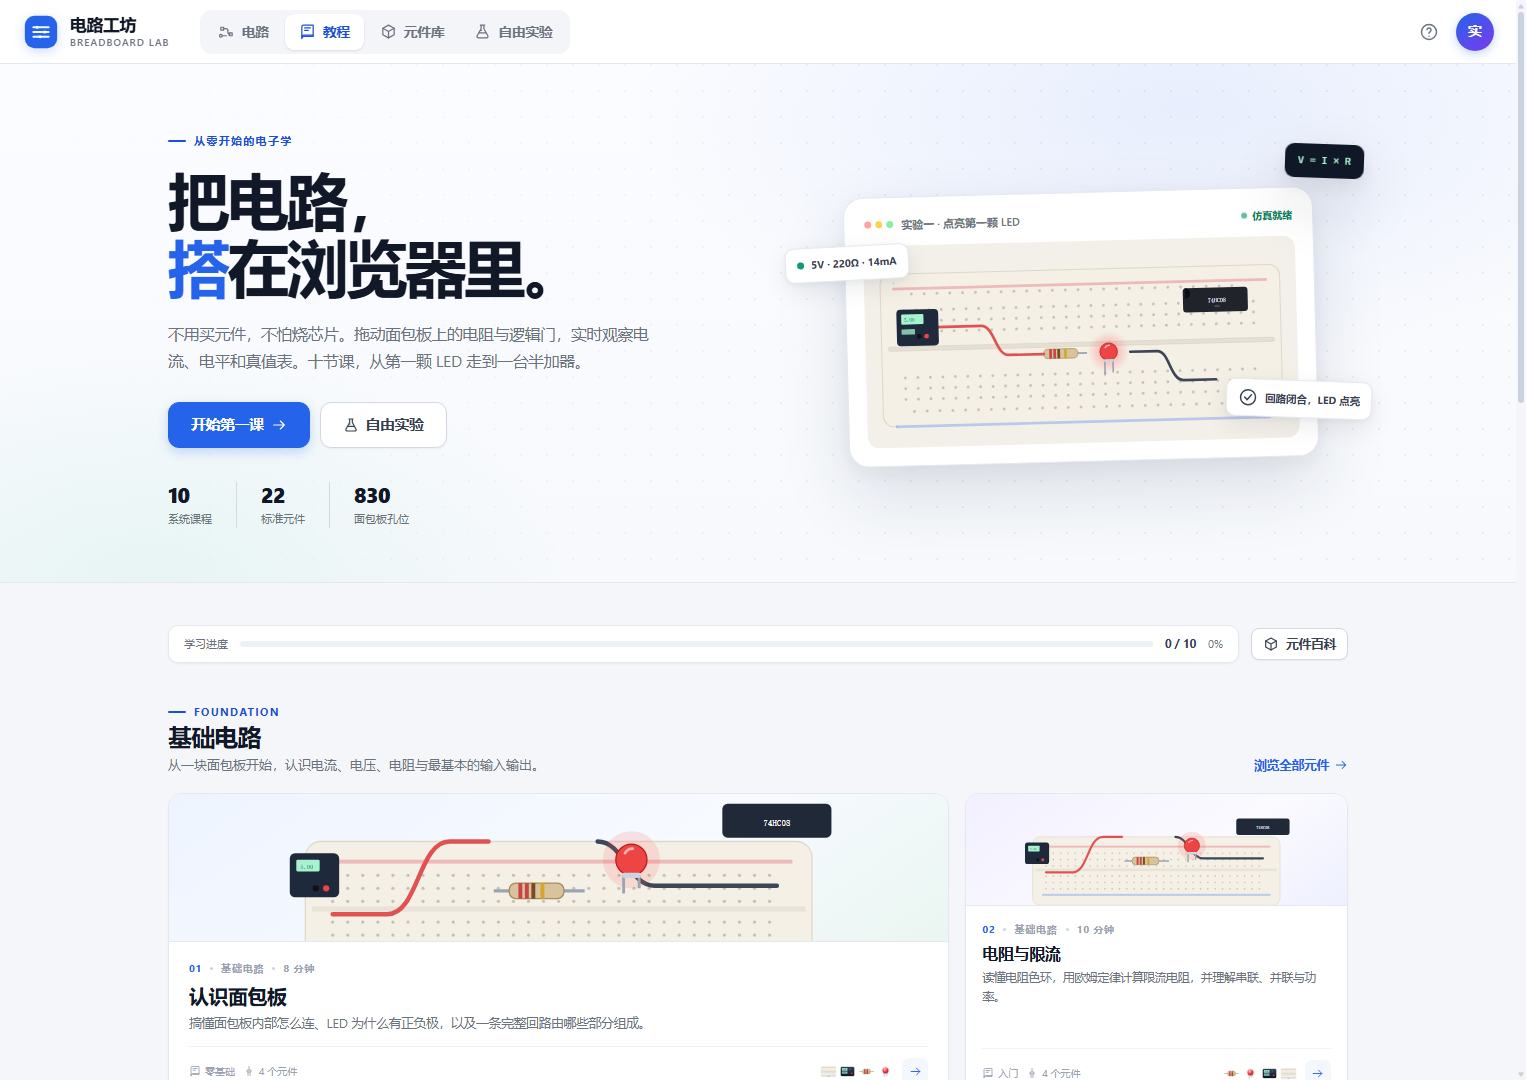 电路工坊
BREADBOARD LAB
电路
教程
元件库
自由实验
实
从零开始的电子学
把电路，
搭在浏览器里。
不用买元件，不怕烧芯片。拖动面包板上的电阻与逻辑门，实时观察电
流、电平和真值表。十节课，从第一颗 LED 走到一台半加器。
开始第一课
自由实验
10
系统课程
22
标准元件
830
面包板孔位
V = I × R
实验一 · 点亮第一颗 LED
仿真就绪
5V · 220Ω · 14mA
74HC08
回路闭合，LED 点亮
学习进度
0 / 10
0%
元件百科
FOUNDATION
基础电路
从一块面包板开始，认识电流、电压、电阻与最基本的输入输出。
浏览全部元件
5.00
74HC08
01 • 基础电路 • 8 分钟
认识面包板
搞懂面包板内部怎么连、LED 为什么有正负极，以及一条完整回路由哪些部分组成。
零基础
4 个元件
74HC08
02 • 基础电路 • 10 分钟
电阻与限流
读懂电阻色环，用欧姆定律计算限流电阻，并理解串联、并联与功
率。
入门
4 个元件